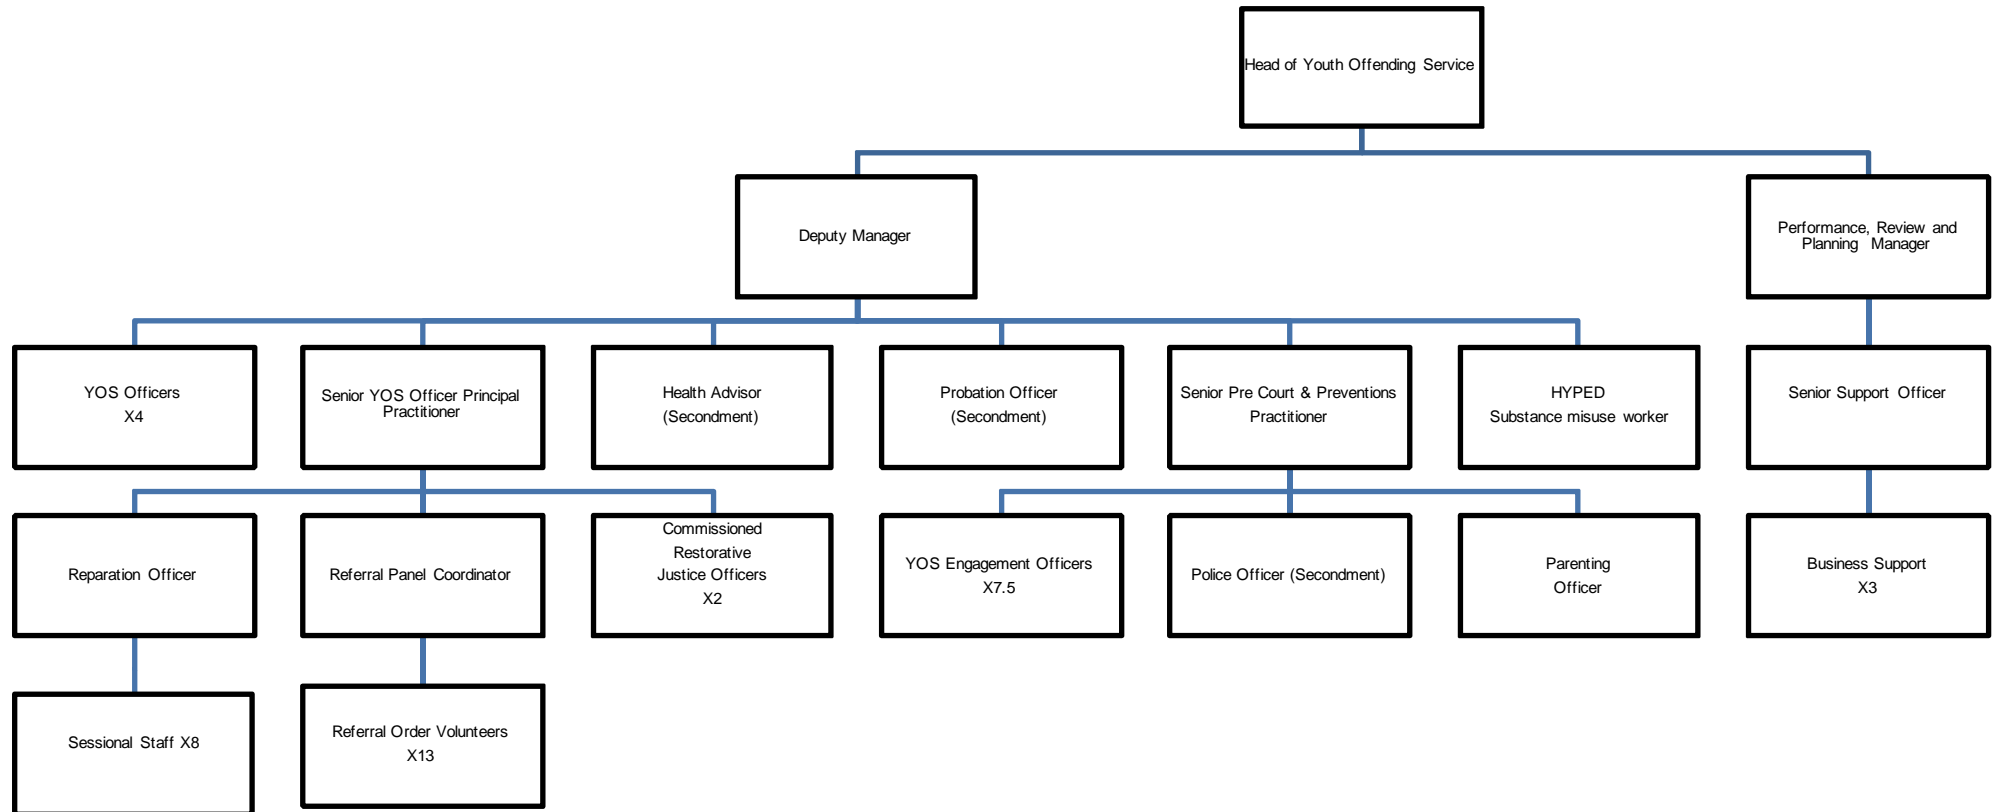 Head of Youth Offending Service
Deputy Manager
Performance, Review and
Planning Manager
YOS Officers
X4
Senior YOS Officer Principal
Practitioner
Health Advisor
(Secondment)
Probation Officer
(Secondment)
Senior Pre Court & Preventions
Practitioner
HYPED
Substance misuse worker
Senior Support Officer
Reparation Officer
Referral Panel Coordinator
Commissioned
Restorative
Justice Officers
X2
YOS Engagement Officers
X7.5
Police Officer (Secondment)
Parenting
Officer
Business Support
X3
Sessional Staff X8
Referral Order Volunteers
X13